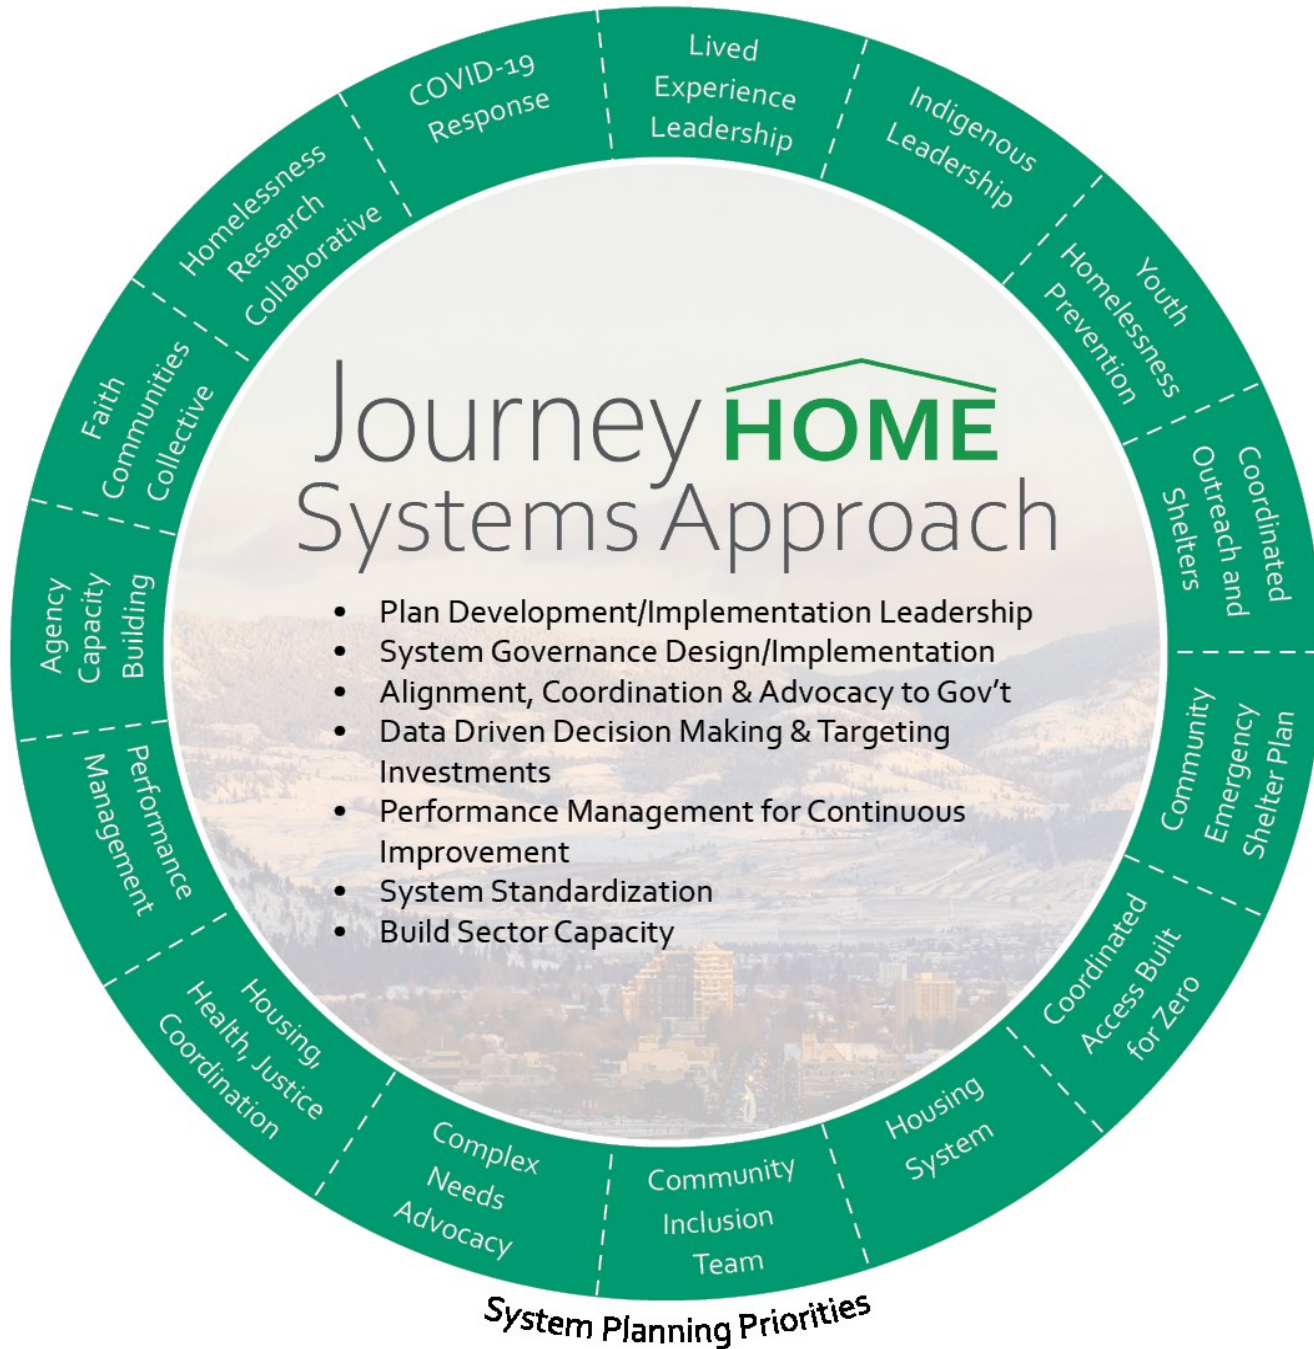 Lived
Experience
Leadership
Indigenous
Leadership
Youth
Homelessness
Prevention
Coordinated
Outreach and
Shelters
Community
Emergency
Shelter Plan
Coordinated
Access Built
for Zero
Housing
System
Community
Inclusion
Team
Complex
Needs
Advocacy
Housing,
Health, Justice
Coordination
Performance
Management
Agency
Capacity
Building
Faith
Communities
Collective
Homelessness
Research
Collaborative
COVID-19
Response
Journey HOME
Systems Approach
• Plan Development/Implementation Leadership
• System Governance Design/Implementation
• Alignment, Coordination & Advocacy to Gov’t
• Data Driven Decision Making & Targeting
Investments
• Performance Management for Continuous
Improvement
• System Standardization
• Build Sector Capacity
System Planning Priorities